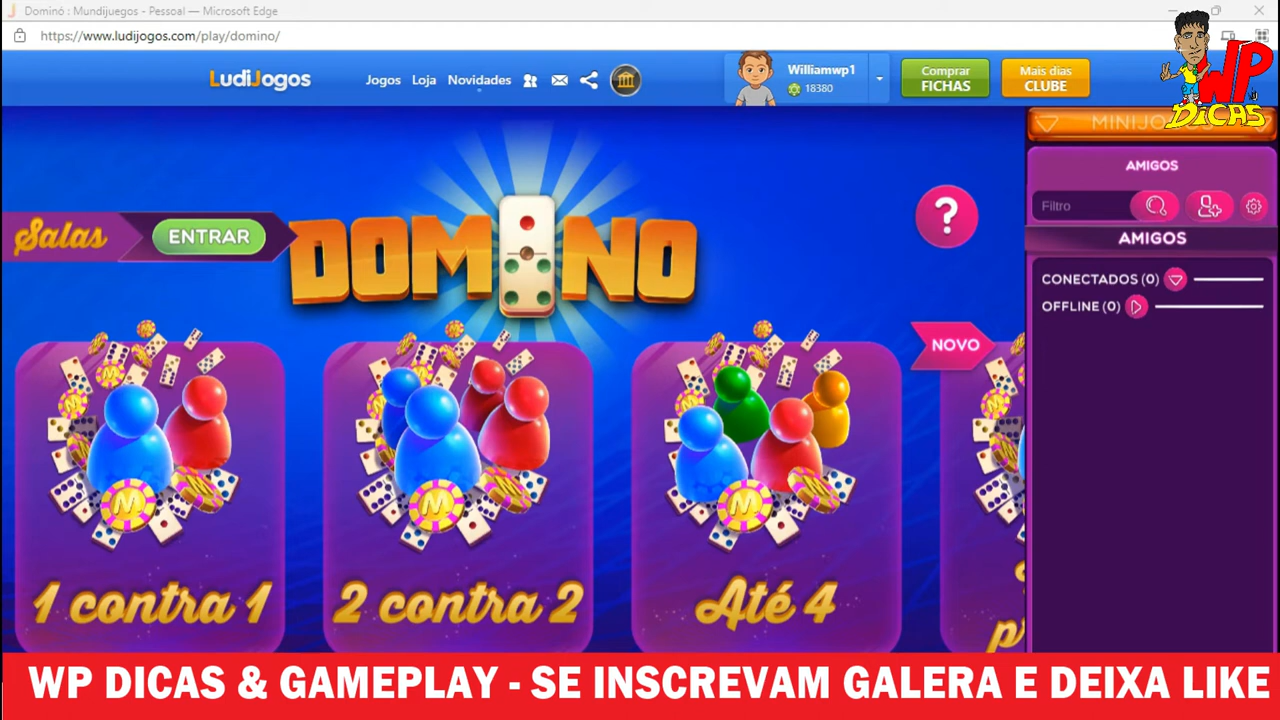 Dominó : Mundijuegos - Pessoal — Microsoft Edge
https://www.ludijogos.com/play/domino/
LudiJogos
Jogos Loja Novidades
Williamwp1
18380
Comprar
FICHAS
Mais dias
CLUBE
WP
DICAS
MINIJOGOS
AMIGOS
Filtro
AMIGOS
CONECTADOS (0)
OFFLINE (0)
Salas
ENTRAR
DOMINO
?
NOVO
1 contra 1
2 contra 2
Até 4
WP DICAS & GAMEPLAY - SE INSCREVAM GALERA E DEIXA LIKE